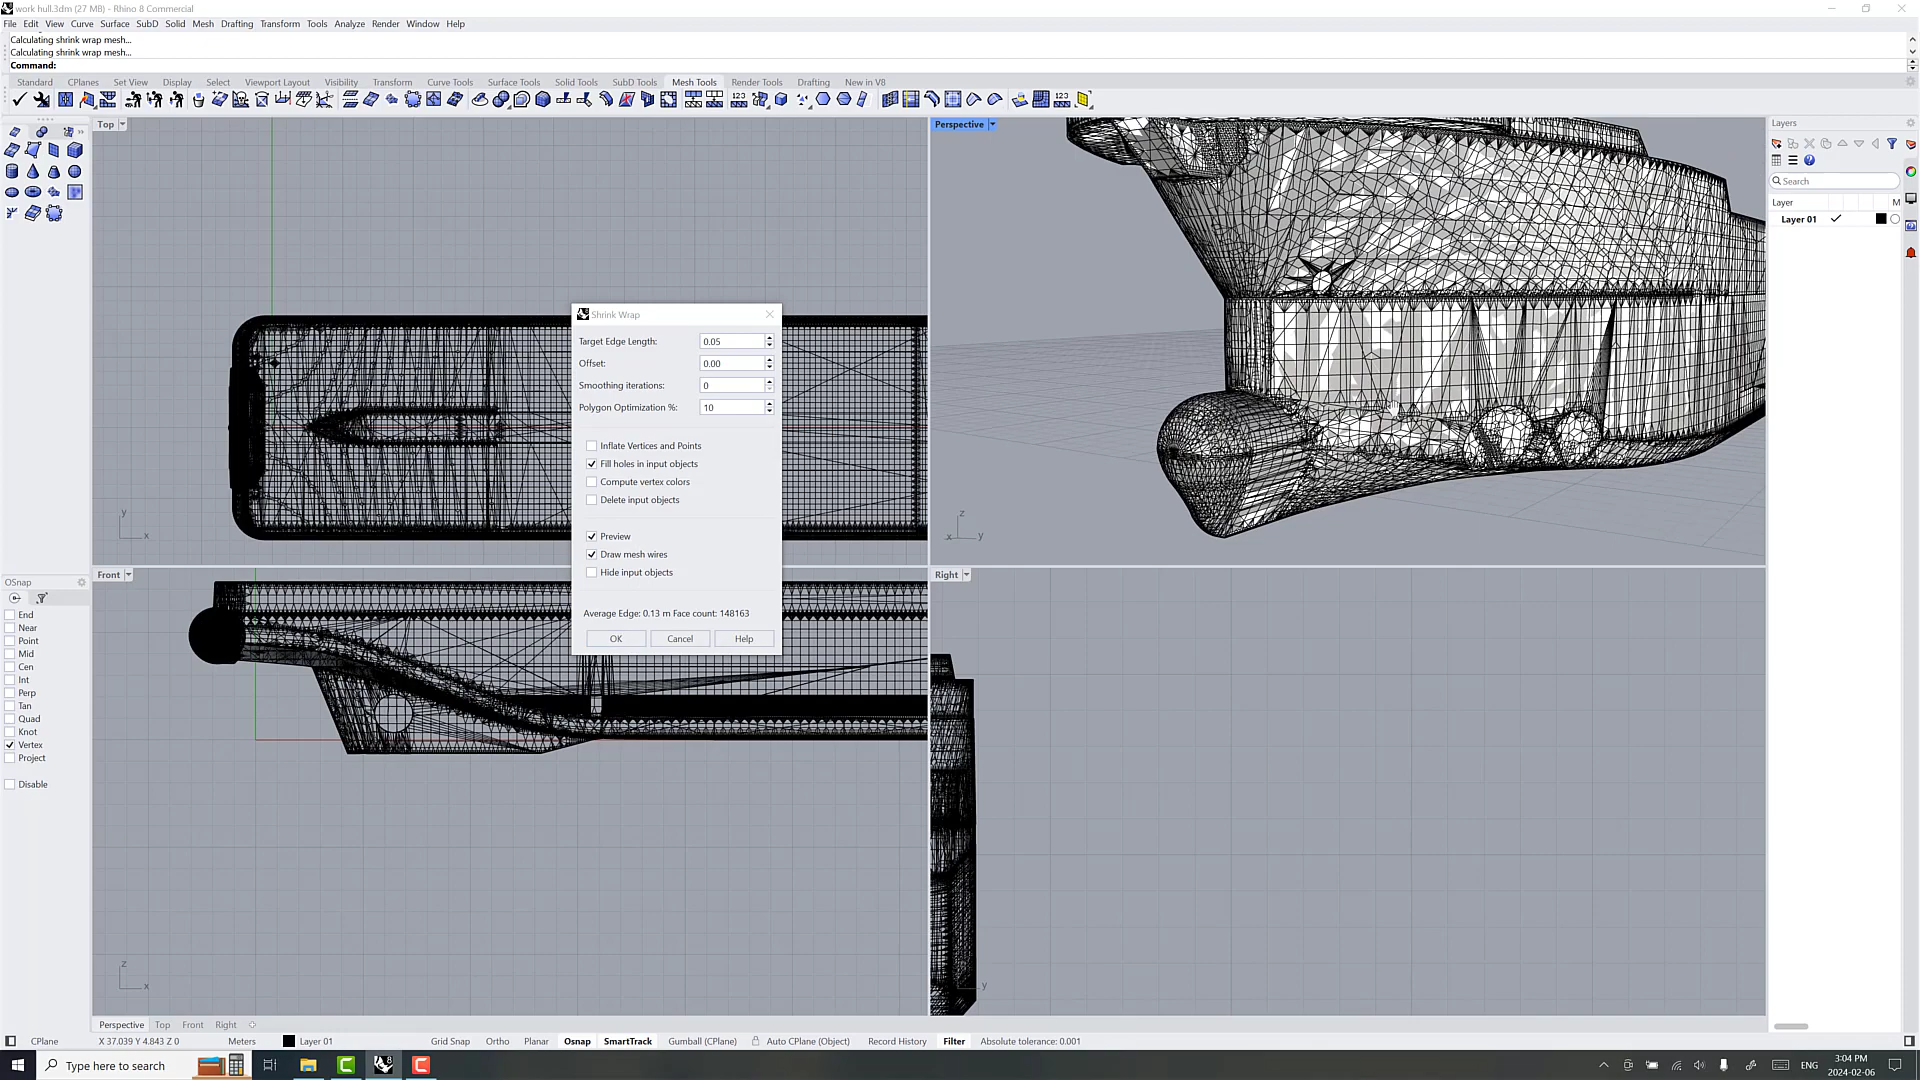 work hull.3dm (27 MB) - Rhino 8 Commercial
File Edit View Curve Surface SubD Solid Mesh Drafting Transform Tools Analyze Render Window Help
Calculating shrink wrap mesh...
Calculating shrink wrap mesh...
Command:
Standard CPlanes Set View Display Select Viewport Layout Visibility Transform Curve Tools Surface Tools Solid Tools SubD Tools Mesh Tools Render Tools Drafting New in V8
123 123
Top
Perspective
Layers
Search
Layer M
Layer 01
Shrink Wrap
Target Edge Length: 0.05
Offset: 0.00
Smoothing iterations: 0
Polygon Optimization %: 10
Inflate Vertices and Points
Fill holes in input objects
Compute vertex colors
Delete input objects
Preview
Draw mesh wires
Hide input objects
Average Edge: 0.13 m Face count: 148163
OK Cancel Help
y
x
z
x y
Front
Right
OSnap
End
Near
Point
Mid
Cen
Int
Perp
Tan
Quad
Knot
Vertex
Project
Disable
z
x
y
Perspective Top Front Right
CPlane X 37.039 Y 4.843 Z 0 Meters Layer 01 Grid Snap Ortho Planar Osnap SmartTrack Gumball (CPlane) Auto CPlane (Object) Record History Filter Absolute tolerance: 0.001
Type here to search
ENG
3:04 PM
2024-02-06